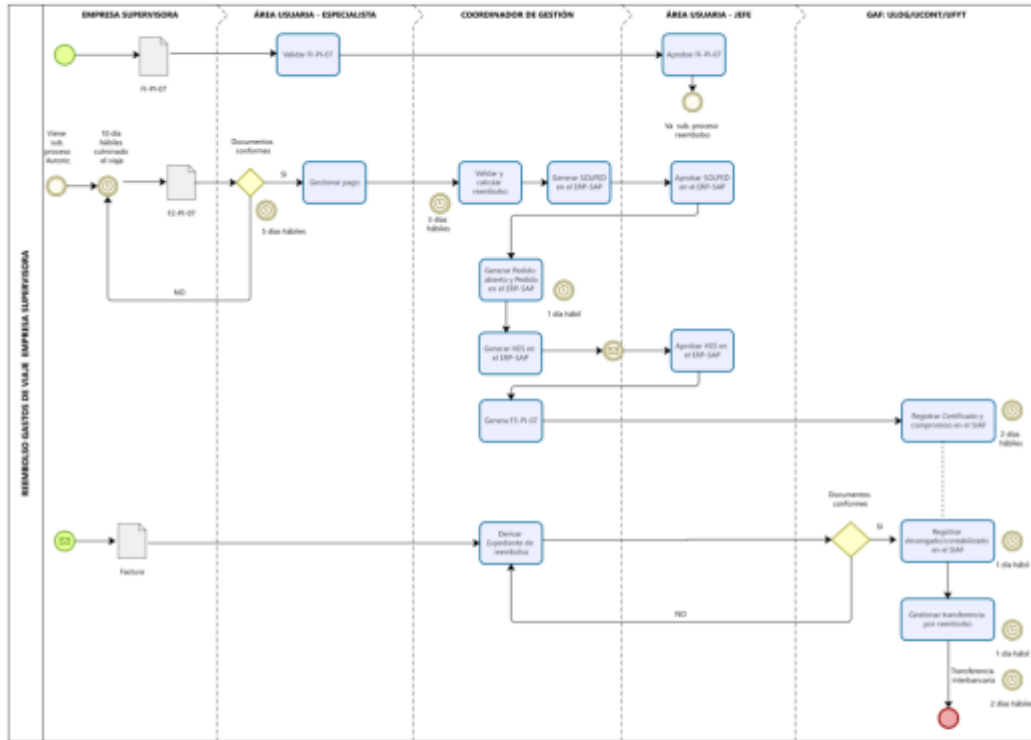 EMPRESA SUPERVISORA
ÁREA USUARIA - ESPECIALISTA
COORDINADOR DE GESTIÓN
ÁREA USUARIA - JEFE
GAF: ULOG/UCONT/UFYT
REEMBOLSO GASTOS DE VIAJE EMPRESA SUPERVISORA
F1-PI-07
Validar F1-PI-07
Aprobar F1-PI-07
Va sub. proceso
reembolso
Viene
sub.
proceso
Autoric.
10 día
hábiles
culminado
el viaje
F2-PI-07
Documentos
conformes
SI
5 días hábiles
NO
Gestionar pago
Validar y
calcular
reembolso
3 días
hábiles
Generar SOLPED
en el ERP-SAP
Aprobar SOLPED
en el ERP-SAP
Generar Pedido
abierto y Pedido
en el ERP-SAP
1 día hábil
Generar HES en
el ERP-SAP
Aprobar HES en
el ERP-SAP
Registrar Certificado y
compromiso en el SIAF
2 días
hábiles
Factura
Derivar
Expediente de
reembolso
Documentos
conformes
SI
NO
Registrar
devengado/contabilizado
en el SIAF
1 día hábil
Gestionar transferencia
por reembolso
1 día hábil
Transferencia
interbancaria
2 días hábiles